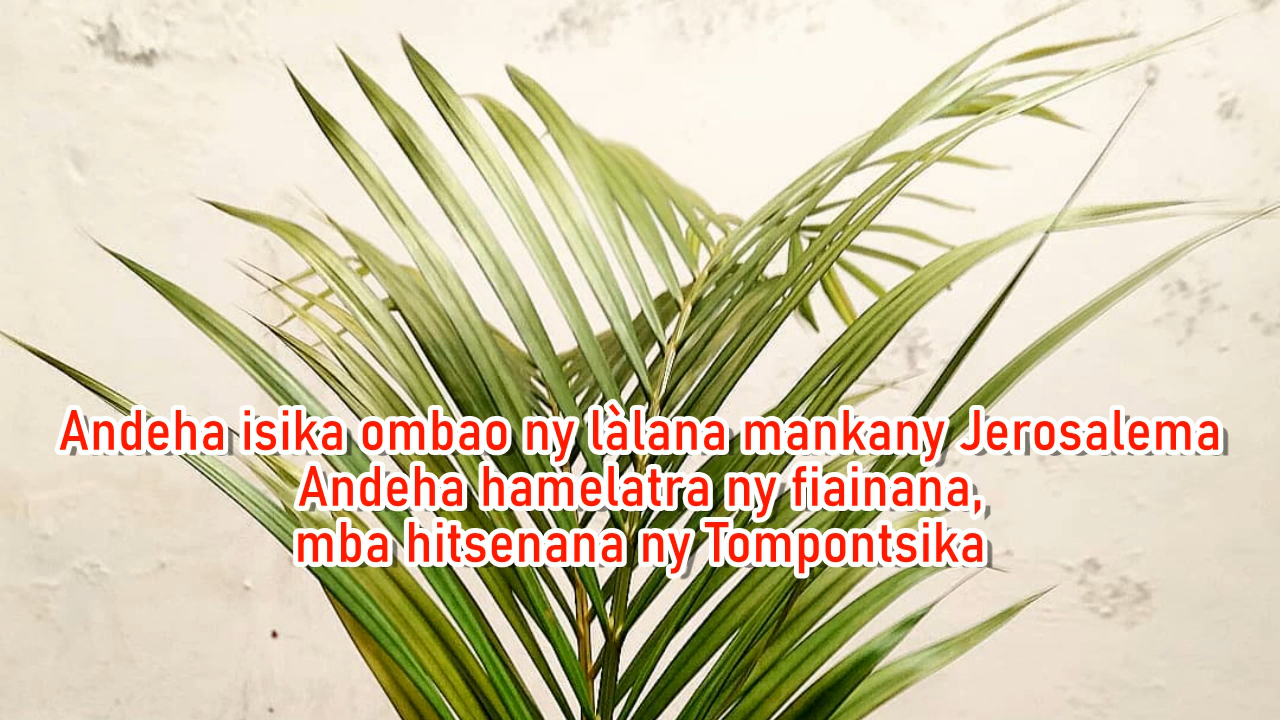 Andeha isika ombao ny làlana mankany Jerosalema
Andeha hamelatra ny fiainana,
mba hitsenana ny Tompontsika